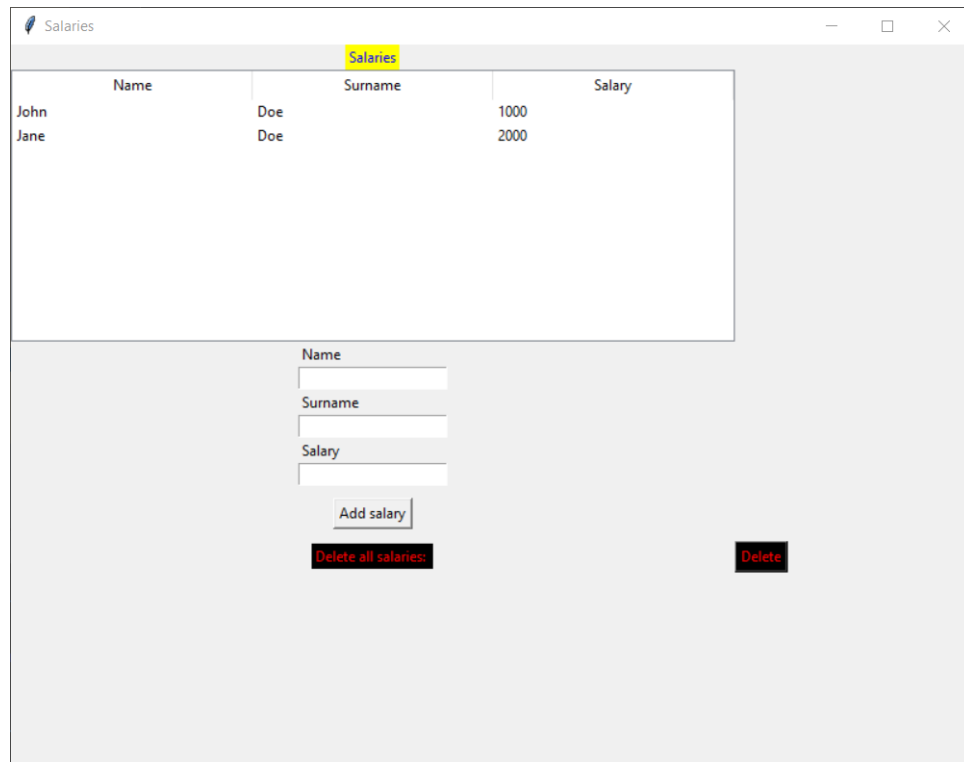 Salaries
Salaries
Name Surname Salary
John Doe 1000
Jane Doe 2000
Name
Surname
Salary
Add salary
Delete all salaries: Delete